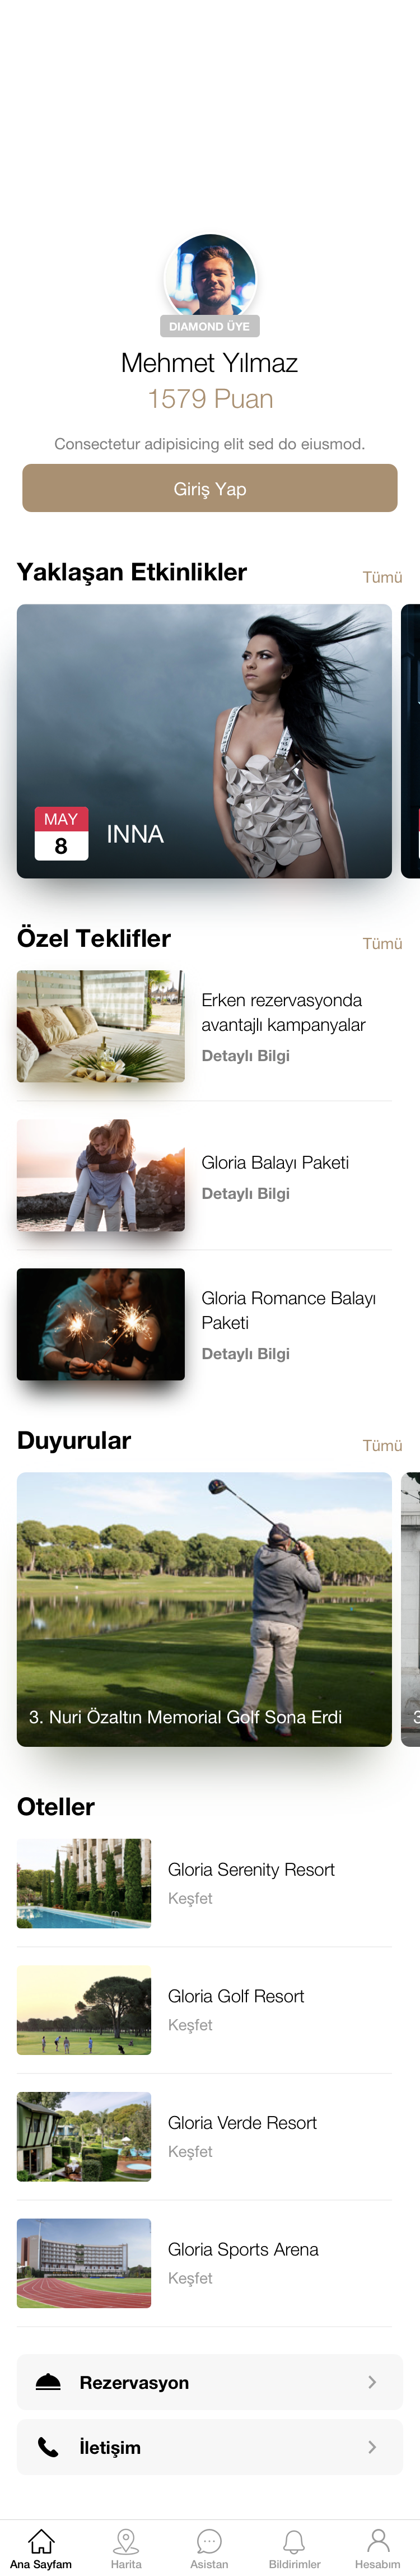 DIAMOND ÜYE
Mehmet Yılmaz
1579 Puan
Consectetur adipisicing elit sed do eiusmod.
Giriş Yap
Yaklaşan Etkinlikler
Tümü
MAY
8
INNA
Özel Teklifler
Tümü
Erken rezervasyonda
avantajlı kampanyalar
Detaylı Bilgi
Gloria Balayı Paketi
Detaylı Bilgi
Gloria Romance Balayı
Paketi
Detaylı Bilgi
Duyurular
Tümü
3. Nuri Özaltın Memorial Golf Sona Erdi
3
Oteller
Gloria Serenity Resort
Keşfet
Gloria Golf Resort
Keşfet
Gloria Verde Resort
Keşfet
Gloria Sports Arena
Keşfet
Rezervasyon
İletişim
Ana Sayfam
Harita
Asistan
Bildirimler
Hesabım